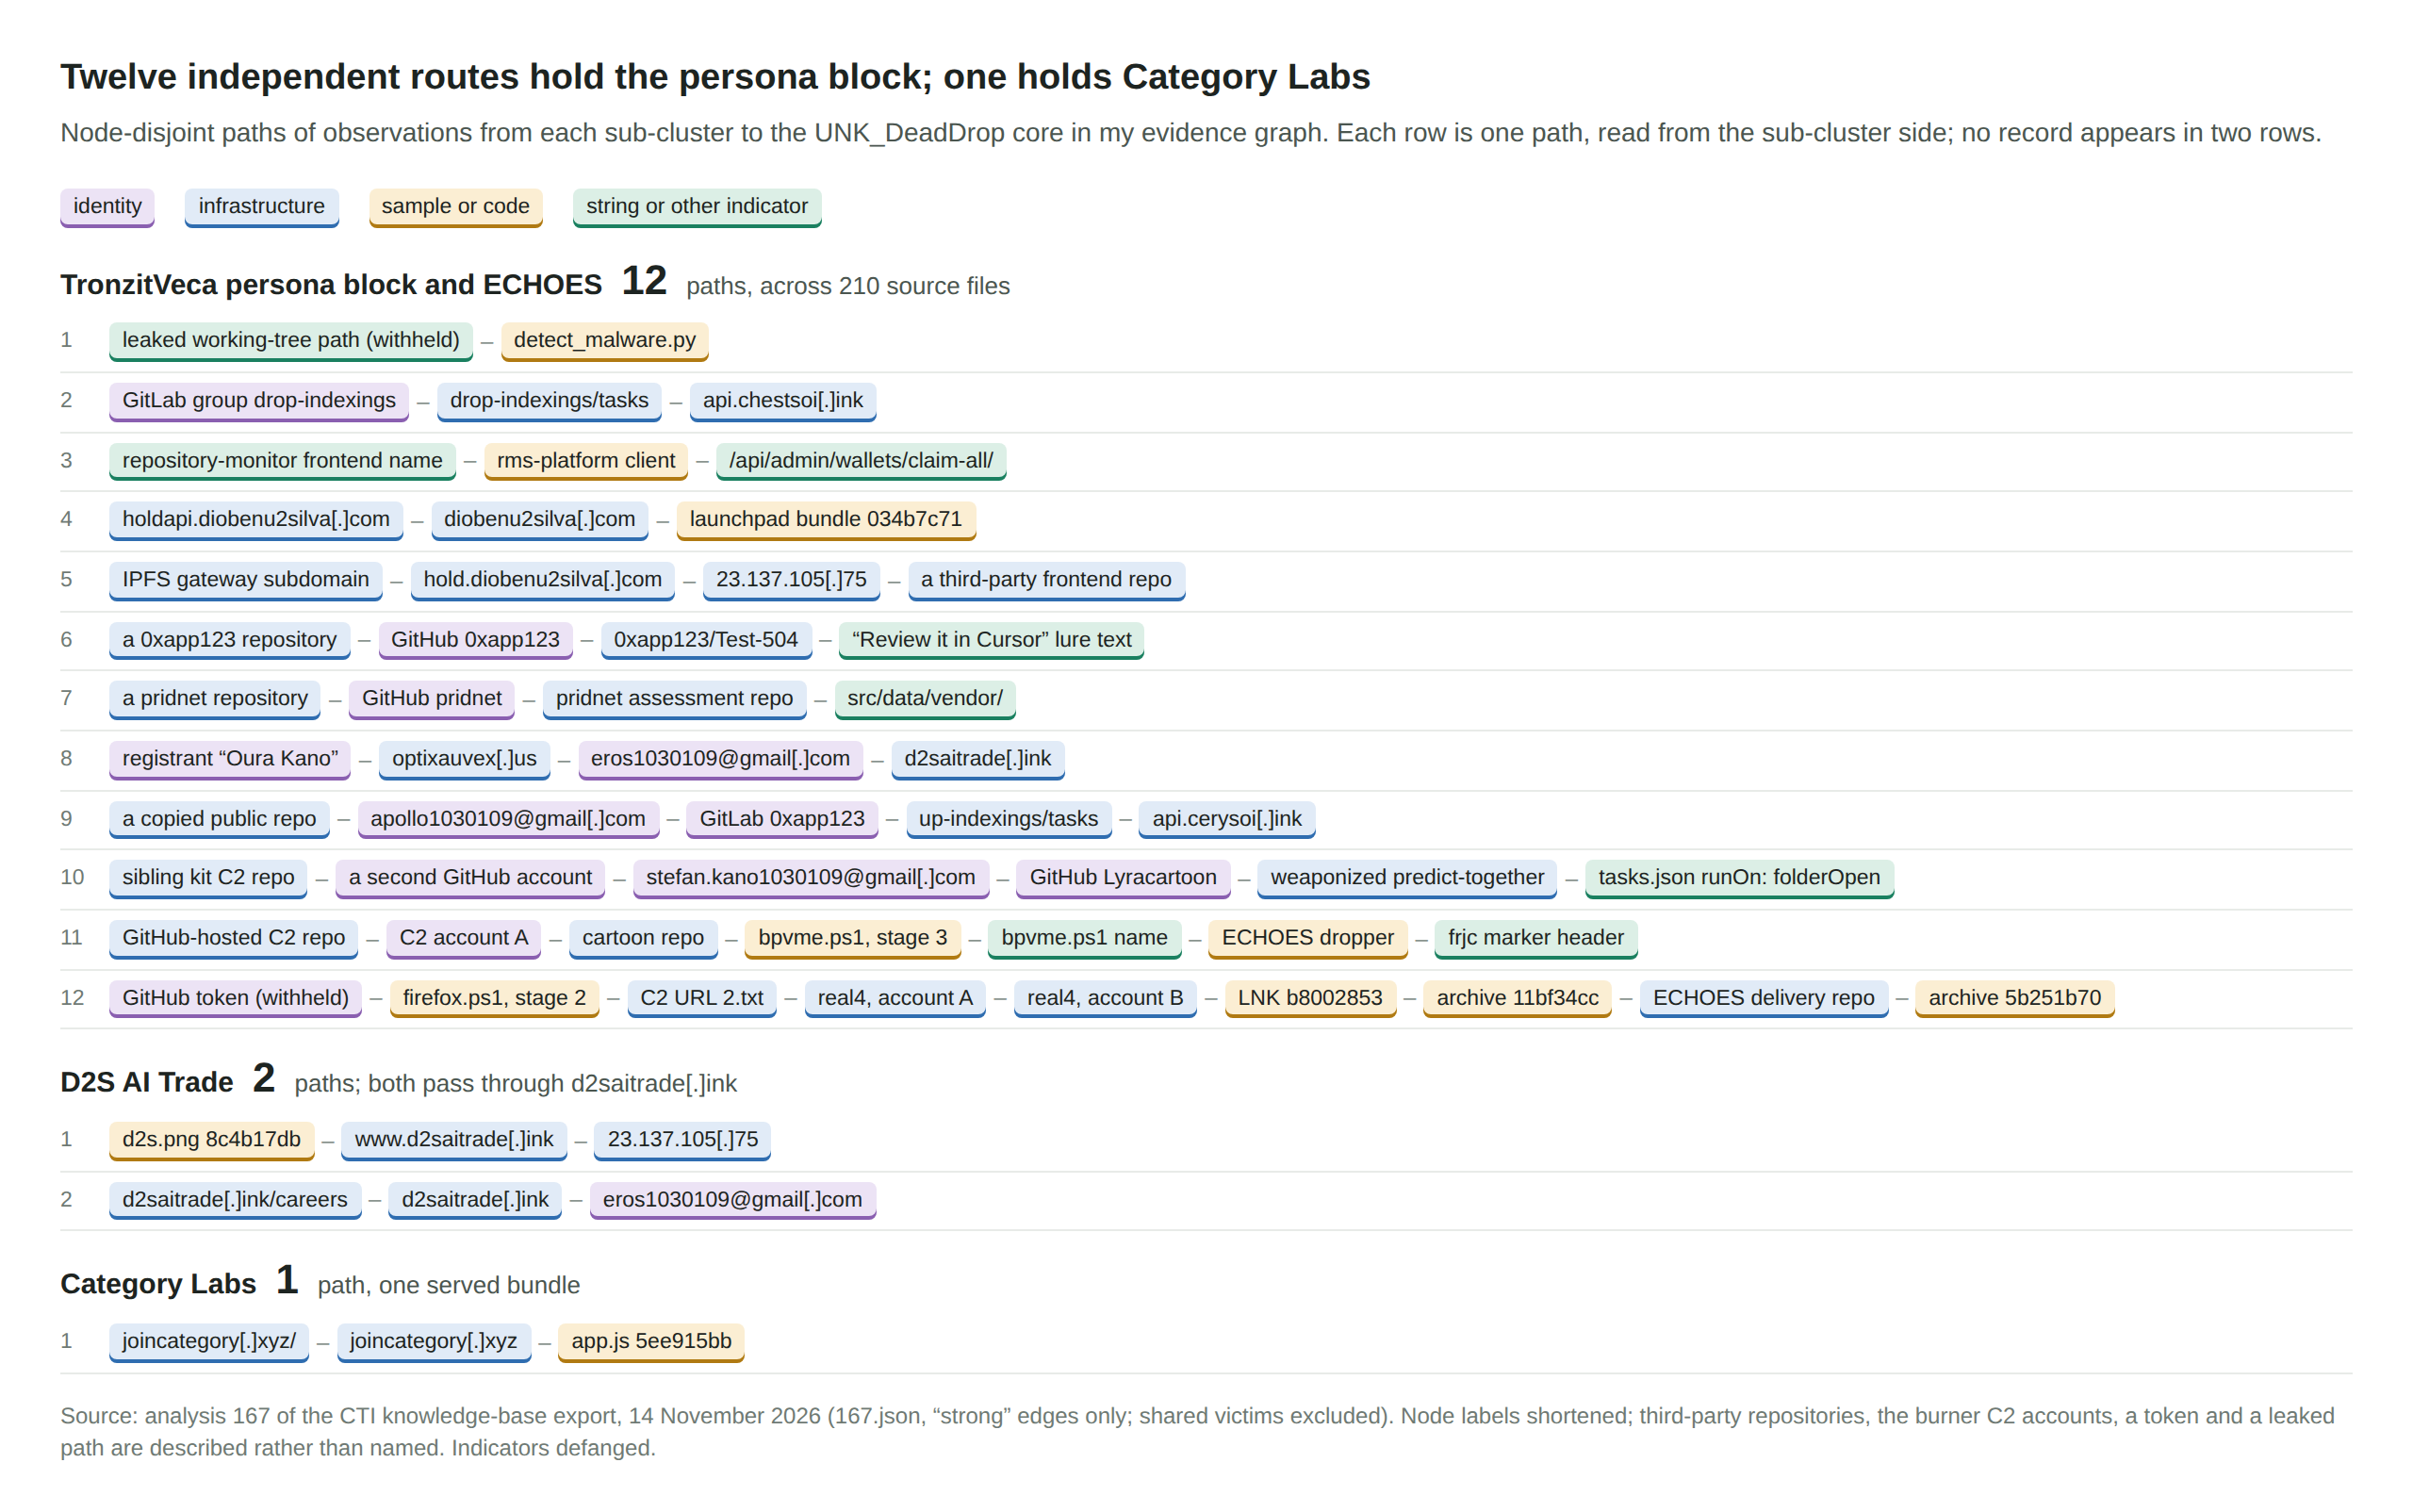 Twelve independent routes hold the persona block; one holds Category Labs
Node-disjoint paths of observations from each sub-cluster to the UNK_DeadDrop core in my evidence graph. Each row is one path, read from the sub-cluster side; no record appears in two rows.
identity infrastructure sample or code string or other indicator
TronzitVeca persona block and ECHOES 12 paths, across 210 source files
1 leaked working-tree path (withheld) – detect_malware.py
2 GitLab group drop-indexings – drop-indexings/tasks – api.chestsoi[.]ink
3 repository-monitor frontend name – rms-platform client – /api/admin/wallets/claim-all/
4 holdapi.diobenu2silva[.]com – diobenu2silva[.]com – launchpad bundle 034b7c71
5 IPFS gateway subdomain – hold.diobenu2silva[.]com – 23.137.105[.]75 – a third-party frontend repo
6 a 0xapp123 repository – GitHub 0xapp123 – 0xapp123/Test-504 – “Review it in Cursor” lure text
7 a pridnet repository – GitHub pridnet – pridnet assessment repo – src/data/vendor/
8 registrant “Oura Kano” – optixauvex[.]us – eros1030109@gmail[.]com – d2saitrade[.]ink
9 a copied public repo – apollo1030109@gmail[.]com – GitLab 0xapp123 – up-indexings/tasks – api.cerysoi[.]ink
10 sibling kit C2 repo – a second GitHub account – stefan.kano1030109@gmail[.]com – GitHub Lyracartoon – weaponized predict-together – tasks.json runOn: folderOpen
11 GitHub-hosted C2 repo – C2 account A – cartoon repo – bpvme.ps1, stage 3 – bpvme.ps1 name – ECHOES dropper – frjc marker header
12 GitHub token (withheld) – firefox.ps1, stage 2 – C2 URL 2.txt – real4, account A – real4, account B – LNK b8002853 – archive 11bf34cc – ECHOES delivery repo – archive 5b251b70
D2S AI Trade 2 paths; both pass through d2saitrade[.]ink
1 d2s.png 8c4b17db – www.d2saitrade[.]ink – 23.137.105[.]75
2 d2saitrade[.]ink/careers – d2saitrade[.]ink – eros1030109@gmail[.]com
Category Labs 1 path, one served bundle
1 joincategory[.]xyz/ – joincategory[.]xyz – app.js 5ee915bb
Source: analysis 167 of the CTI knowledge-base export, 14 November 2026 (167.json, “strong” edges only; shared victims excluded). Node labels shortened; third-party repositories, the burner C2 accounts, a token and a leaked
path are described rather than named. Indicators defanged.